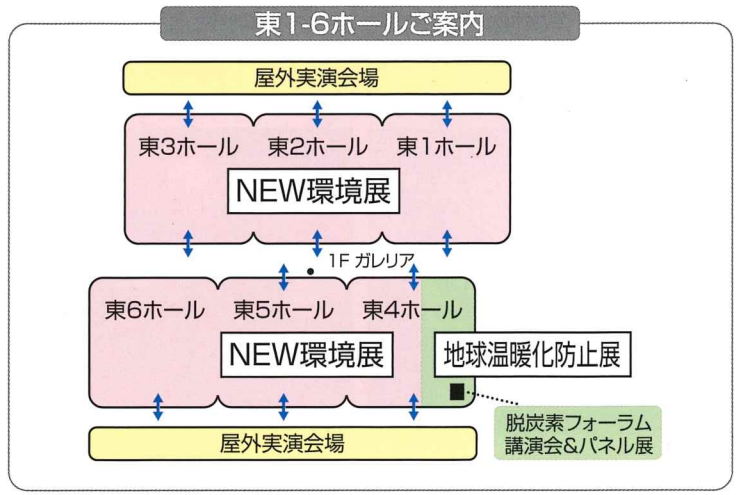 東1-6ホールご案内
屋外実演会場
東3ホール 東2ホール 東1ホール
NEW環境展
1F ガレリア
東6ホール 東5ホール 東4ホール
NEW環境展 地球温暖化防止展
脱炭素フォーラム
講演会&パネル展
屋外実演会場